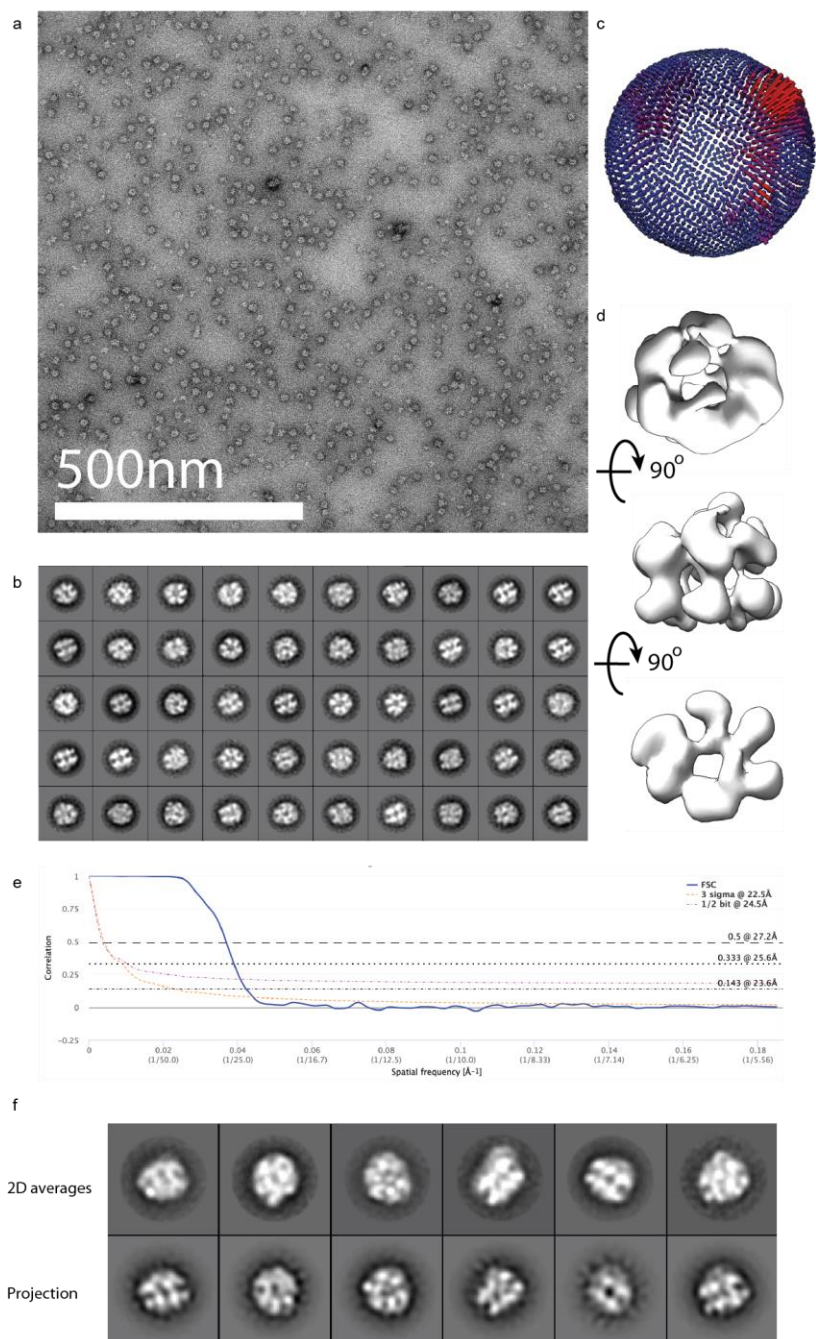 a
c
500nm
d
90°
90°
b
e
1
0.75
0.5
0.25
0
-0.25
Correlation
FSC
3 sigma @ 22.5Å
1/2 bit @ 24.5Å
0.5 @ 27.2Å
0.333 @ 25.6Å
0.143 @ 23.6Å
0 0.02 0.04 0.06 0.08 0.1 0.12 0.14 0.16 0.18
(1/50.0) (1/25.0) (1/16.7) (1/12.5) (1/10.0) (1/8.33) (1/7.14) (1/6.25) (1/5.56)
Spatial frequency [Å-1]
f
2D averages
Projection